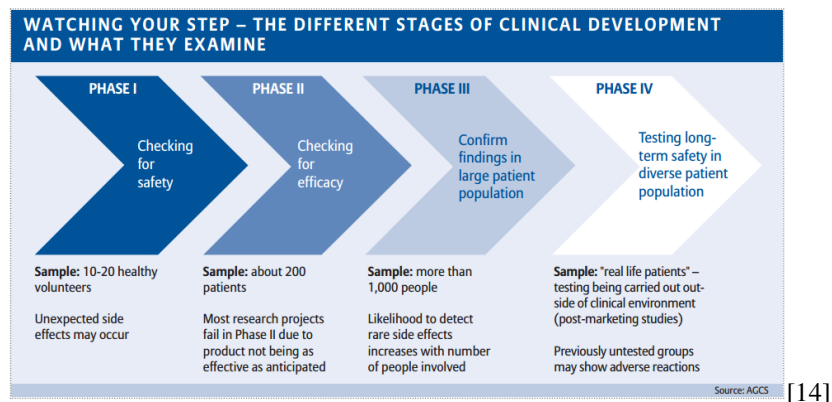 WATCHING YOUR STEP – THE DIFFERENT STAGES OF CLINICAL DEVELOPMENT
AND WHAT THEY EXAMINE
PHASE I
Checking
for
safety
Sample: 10-20 healthy
volunteers
Unexpected side
effects may occur
PHASE II
Checking
for
efficacy
Sample: about 200
patients
Most research projects
fail in Phase II due to
product not being as
effective as anticipated
PHASE III
Confirm
findings in
large patient
population
Sample: more than
1,000 people
Likelihood to detect
rare side effects
increases with number
of people involved
PHASE IV
Testing long-
term safety in
diverse patient
population
Sample: "real life patients" –
testing being carried out out-
side of clinical environment
(post-marketing studies)
Previously untested groups
may show adverse reactions
Source: AGCS
[14]